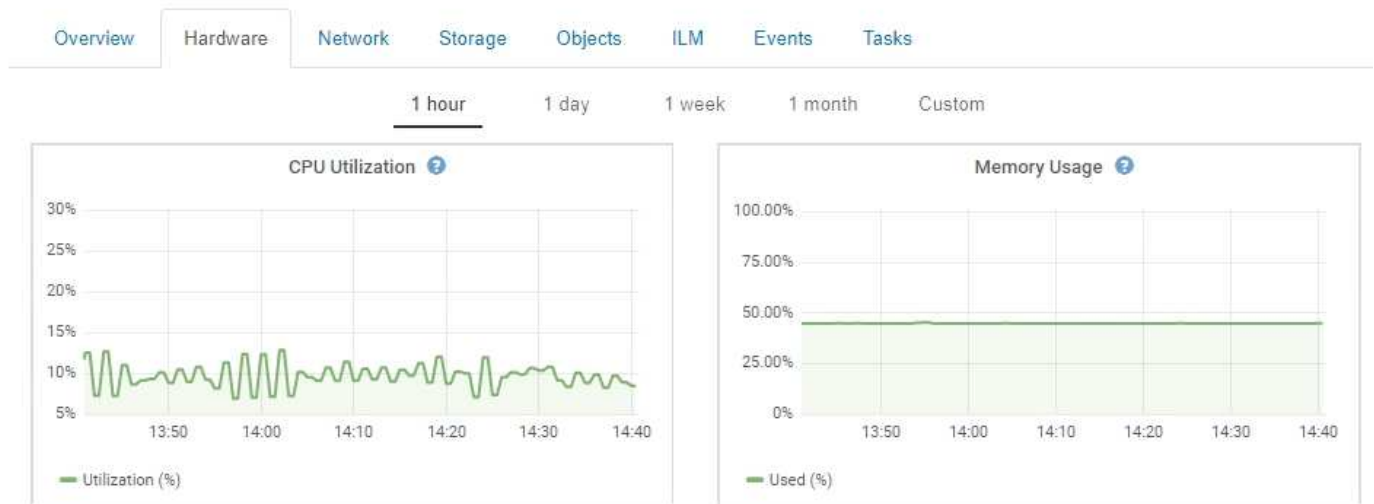 Overview Hardware Network Storage Objects ILM Events Tasks
1 hour 1 day 1 week 1 month Custom
CPU Utilization ?
30%
25%
20%
15%
10%
5%
13:50 14:00 14:10 14:20 14:30 14:40
Utilization (%)
Memory Usage ?
100.00%
75.00%
50.00%
25.00%
0%
13:50 14:00 14:10 14:20 14:30 14:40
Used (%)